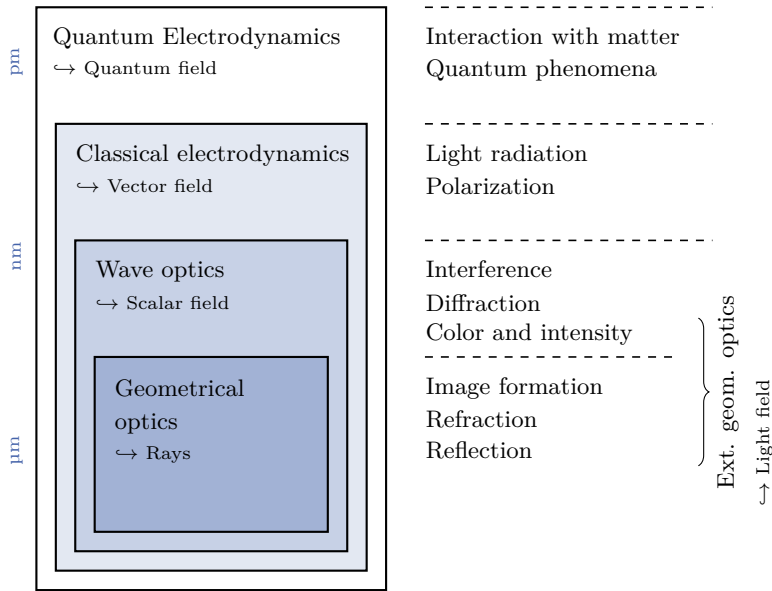 pm
Quantum Electrodynamics
↪ Quantum field
Interaction with matter
Quantum phenomena
Classical electrodynamics
↪ Vector field
Light radiation
Polarization
nm
Wave optics
↪ Scalar field
Interference
Diffraction
Color and intensity
µm
Geometrical
optics
↪ Rays
Image formation
Refraction
Reflection
Ext. geom. optics
↪ Light field